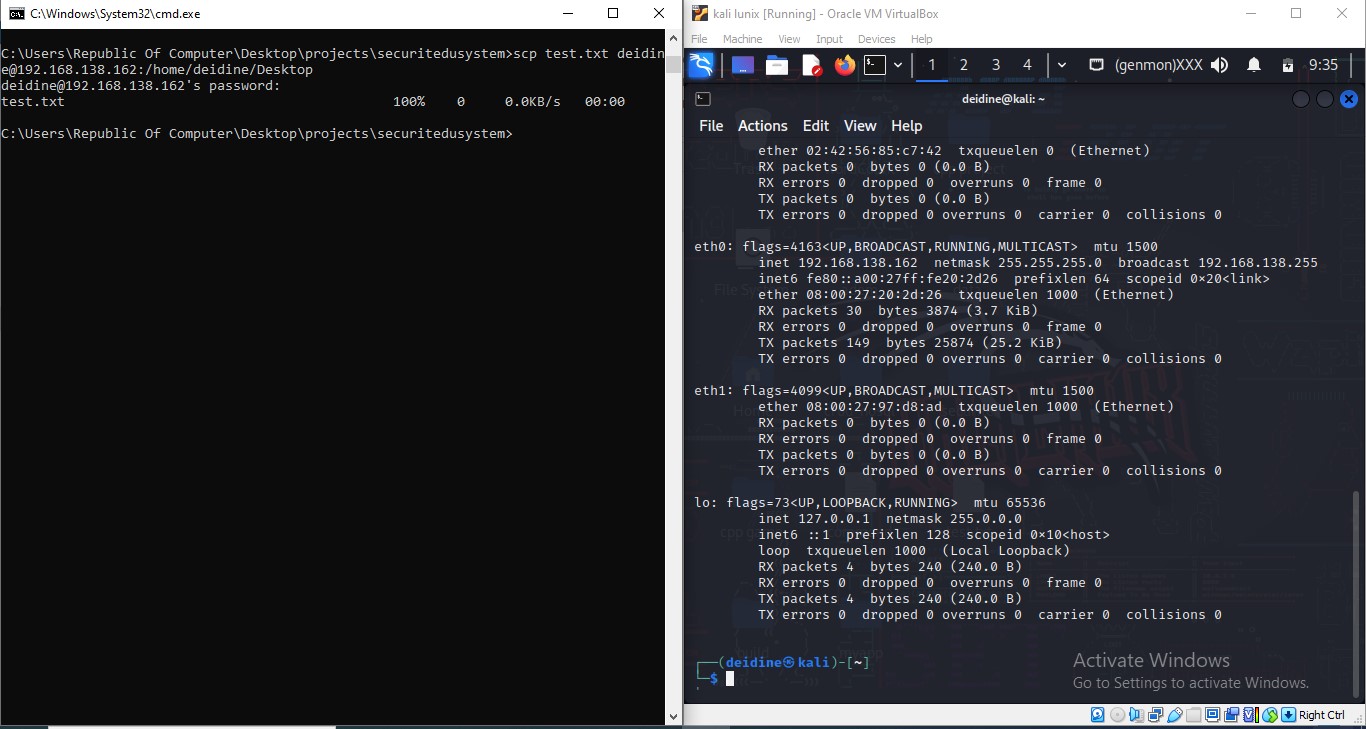 C:\Windows\System32\cmd.exe
C:\Users\Republic Of Computer\Desktop\projects\securitedusystem>scp test.txt deidin
e@192.168.138.162:/home/deidine/Desktop
deidine@192.168.138.162's password:
test.txt 100% 0 0.0KB/s 00:00
C:\Users\Republic Of Computer\Desktop\projects\securitedusystem>
kali lunix [Running] - Oracle VM VirtualBox
File Machine View Input Devices Help
1 2 3 4 (genmon)XXX 9:35
deidine@kali: ~
File Actions Edit View Help
ether 02:42:56:85:c7:42 txqueuelen 0 (Ethernet)
RX packets 0 bytes 0 (0.0 B)
RX errors 0 dropped 0 overruns 0 frame 0
TX packets 0 bytes 0 (0.0 B)
TX errors 0 dropped 0 overruns 0 carrier 0 collisions 0
eth0: flags=4163<UP,BROADCAST,RUNNING,MULTICAST> mtu 1500
inet 192.168.138.162 netmask 255.255.255.0 broadcast 192.168.138.255
inet6 fe80::a00:27ff:fe20:2d26 prefixlen 64 scopeid 0×20<link>
ether 08:00:27:20:2d:26 txqueuelen 1000 (Ethernet)
RX packets 30 bytes 3874 (3.7 KiB)
RX errors 0 dropped 0 overruns 0 frame 0
TX packets 149 bytes 25874 (25.2 KiB)
TX errors 0 dropped 0 overruns 0 carrier 0 collisions 0
eth1: flags=4099<UP,BROADCAST,MULTICAST> mtu 1500
ether 08:00:27:97:d8:ad txqueuelen 1000 (Ethernet)
RX packets 0 bytes 0 (0.0 B)
RX errors 0 dropped 0 overruns 0 frame 0
TX packets 0 bytes 0 (0.0 B)
TX errors 0 dropped 0 overruns 0 carrier 0 collisions 0
lo: flags=73<UP,LOOPBACK,RUNNING> mtu 65536
inet 127.0.0.1 netmask 255.0.0.0
inet6 ::1 prefixlen 128 scopeid 0×10<host>
loop txqueuelen 1000 (Local Loopback)
RX packets 4 bytes 240 (240.0 B)
RX errors 0 dropped 0 overruns 0 frame 0
TX packets 4 bytes 240 (240.0 B)
TX errors 0 dropped 0 overruns 0 carrier 0 collisions 0
┌──(deidine㉿kali)-[~]
└─$
Activate Windows
Go to Settings to activate Windows.
Right Ctrl